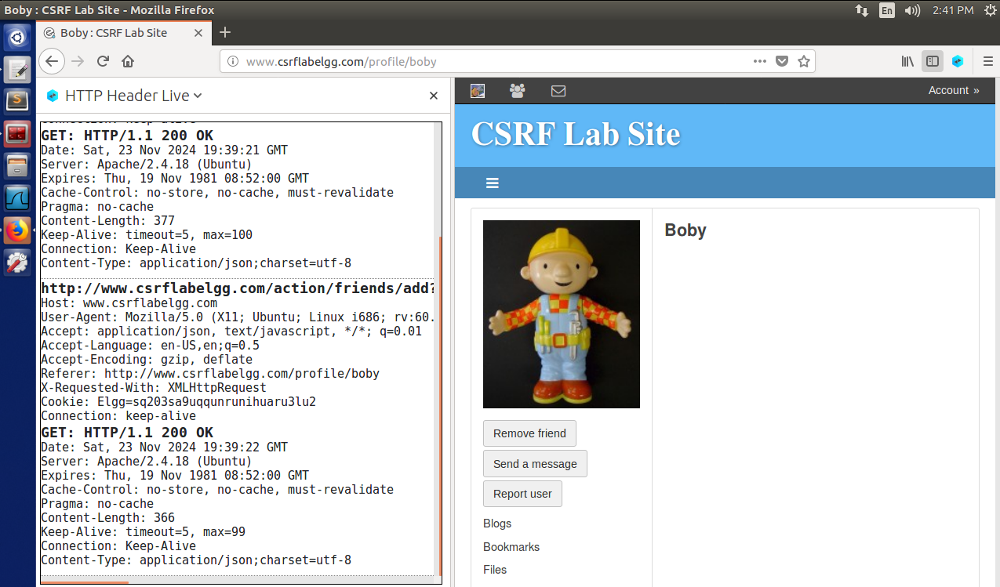 Boby : CSRF Lab Site - Mozilla Firefox
En
2:41 PM
Boby : CSRF Lab Site
www.csrflabelgg.com/profile/boby
HTTP Header Live
GET: HTTP/1.1 200 OK
Date: Sat, 23 Nov 2024 19:39:21 GMT
Server: Apache/2.4.18 (Ubuntu)
Expires: Thu, 19 Nov 1981 08:52:00 GMT
Cache-Control: no-store, no-cache, must-revalidate
Pragma: no-cache
Content-Length: 377
Keep-Alive: timeout=5, max=100
Connection: Keep-Alive
Content-Type: application/json;charset=utf-8
http://www.csrflabelgg.com/action/friends/add?
Host: www.csrflabelgg.com
User-Agent: Mozilla/5.0 (X11; Ubuntu; Linux i686; rv:60.
Accept: application/json, text/javascript, */*; q=0.01
Accept-Language: en-US,en;q=0.5
Accept-Encoding: gzip, deflate
Referer: http://www.csrflabelgg.com/profile/boby
X-Requested-With: XMLHttpRequest
Cookie: Elgg=sq203sa9uqqunrunihuaru3lu2
Connection: keep-alive
GET: HTTP/1.1 200 OK
Date: Sat, 23 Nov 2024 19:39:22 GMT
Server: Apache/2.4.18 (Ubuntu)
Expires: Thu, 19 Nov 1981 08:52:00 GMT
Cache-Control: no-store, no-cache, must-revalidate
Pragma: no-cache
Content-Length: 366
Keep-Alive: timeout=5, max=99
Connection: Keep-Alive
Content-Type: application/json;charset=utf-8
Account »
CSRF Lab Site
Boby
Remove friend
Send a message
Report user
Blogs
Bookmarks
Files